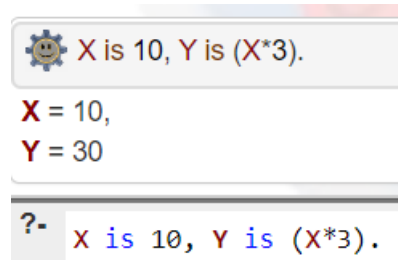 X is 10, Y is (X*3).
X = 10,
Y = 30
?- X is 10, Y is (X*3).